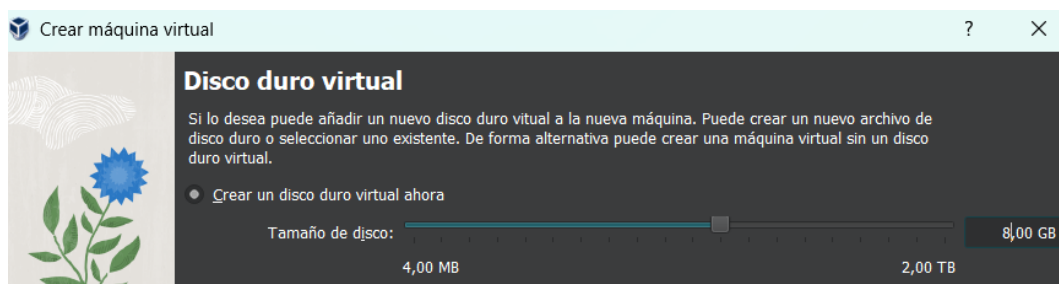 Crear máquina virtual
?
Disco duro virtual
Si lo desea puede añadir un nuevo disco duro vitual a la nueva máquina. Puede crear un nuevo archivo de
disco duro o seleccionar uno existente. De forma alternativa puede crear una máquina virtual sin un disco
duro virtual.
Crear un disco duro virtual ahora
Tamaño de disco:
8,00 GB
4,00 MB
2,00 TB